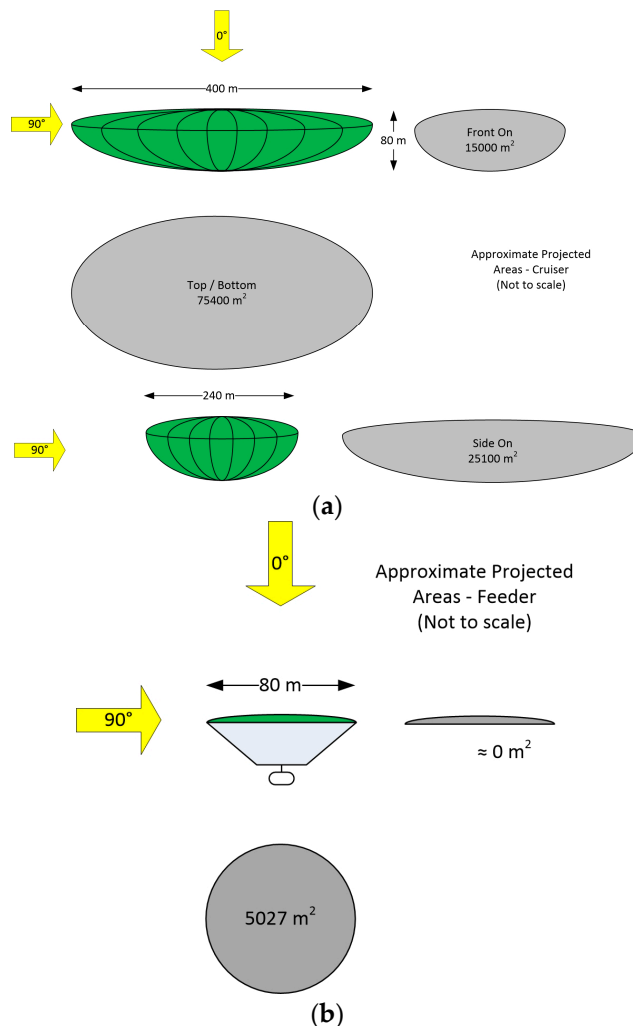 0°
400 m
90°
80 m
Front On
15000 m²
Top / Bottom
75400 m²
Approximate Projected
Areas - Cruiser
(Not to scale)
240 m
90°
Side On
25100 m²
(a)
0°
Approximate Projected
Areas - Feeder
(Not to scale)
80 m
90°
≈ 0 m²
5027 m²
(b)